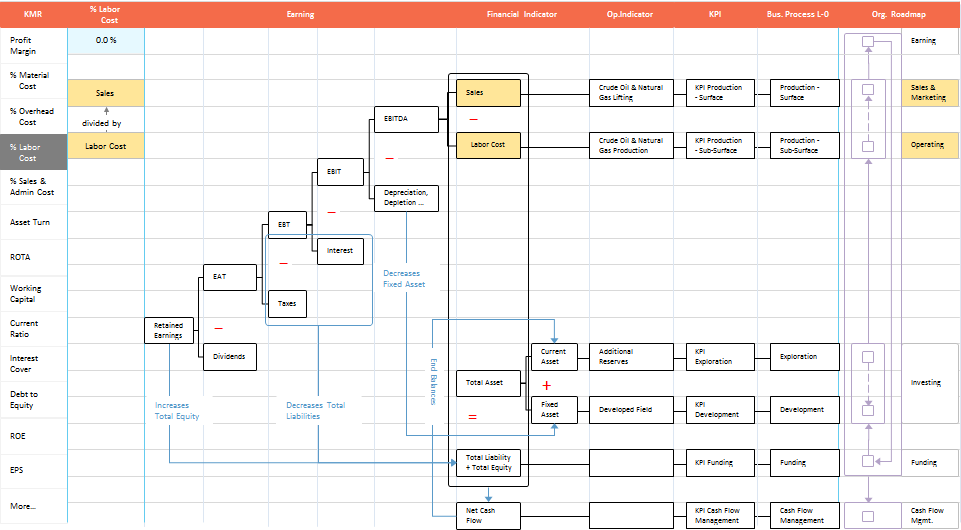 KMR
% Labor
Cost
Earning
Financial Indicator
Op.Indicator
KPI
Bus. Process L-0
Org. Roadmap
Profit
Margin
% Material
Cost
% Overhead
Cost
% Labor
Cost
% Sales &
Admin Cost
Asset Turn
ROTA
Working
Capital
Current
Ratio
Interest
Cover
Debt to
Equity
ROE
EPS
More...
0.0 %
Sales
divided by
Labor Cost
Retained
Earnings
EAT
–
Dividends
EBT
–
Taxes
EBIT
–
Interest
EBITDA
–
Depreciation,
Depletion ...
Increases
Total Equity
Decreases Total
Liabilities
Decreases
Fixed Asset
End Balances
Sales
–
Labor Cost
Total Asset
=
Current
Asset
+
Fixed
Asset
Total Liability
+ Total Equity
Net Cash
Flow
Crude Oil & Natural
Gas Lifting
KPI Production
- Surface
Production -
Surface
Crude Oil & Natural
Gas Production
KPI Production
- Sub-Surface
Production -
Sub-Surface
Additional
Reserves
KPI
Exploration
Exploration
Developed Field
KPI
Development
Development
KPI Funding
Funding
KPI Cash Flow
Management
Cash Flow
Management
Earning
Sales &
Marketing
Operating
Investing
Funding
Cash Flow
Mgmt.